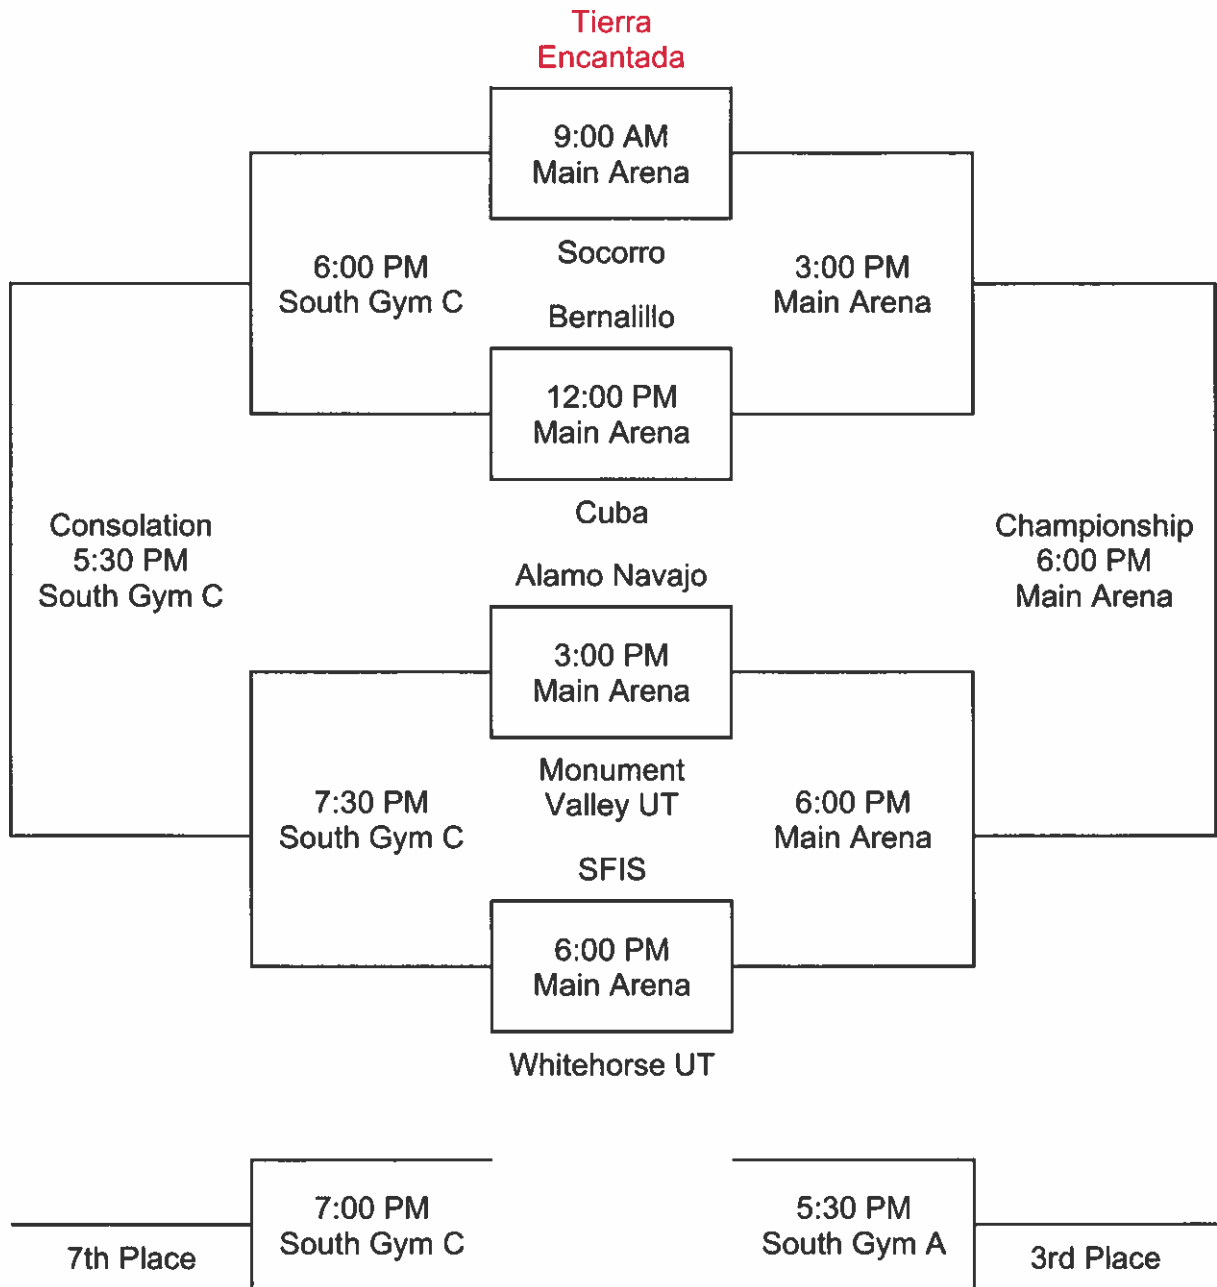 Tierra
Encantada
9:00 AM
Main Arena
Socorro
6:00 PM
South Gym C
3:00 PM
Main Arena
Bernalillo
12:00 PM
Main Arena
Cuba
Consolation
5:30 PM
South Gym C
Championship
6:00 PM
Main Arena
Alamo Navajo
3:00 PM
Main Arena
Monument
Valley UT
7:30 PM
South Gym C
6:00 PM
Main Arena
SFIS
6:00 PM
Main Arena
Whitehorse UT
7:00 PM
South Gym C
5:30 PM
South Gym A
7th Place
3rd Place